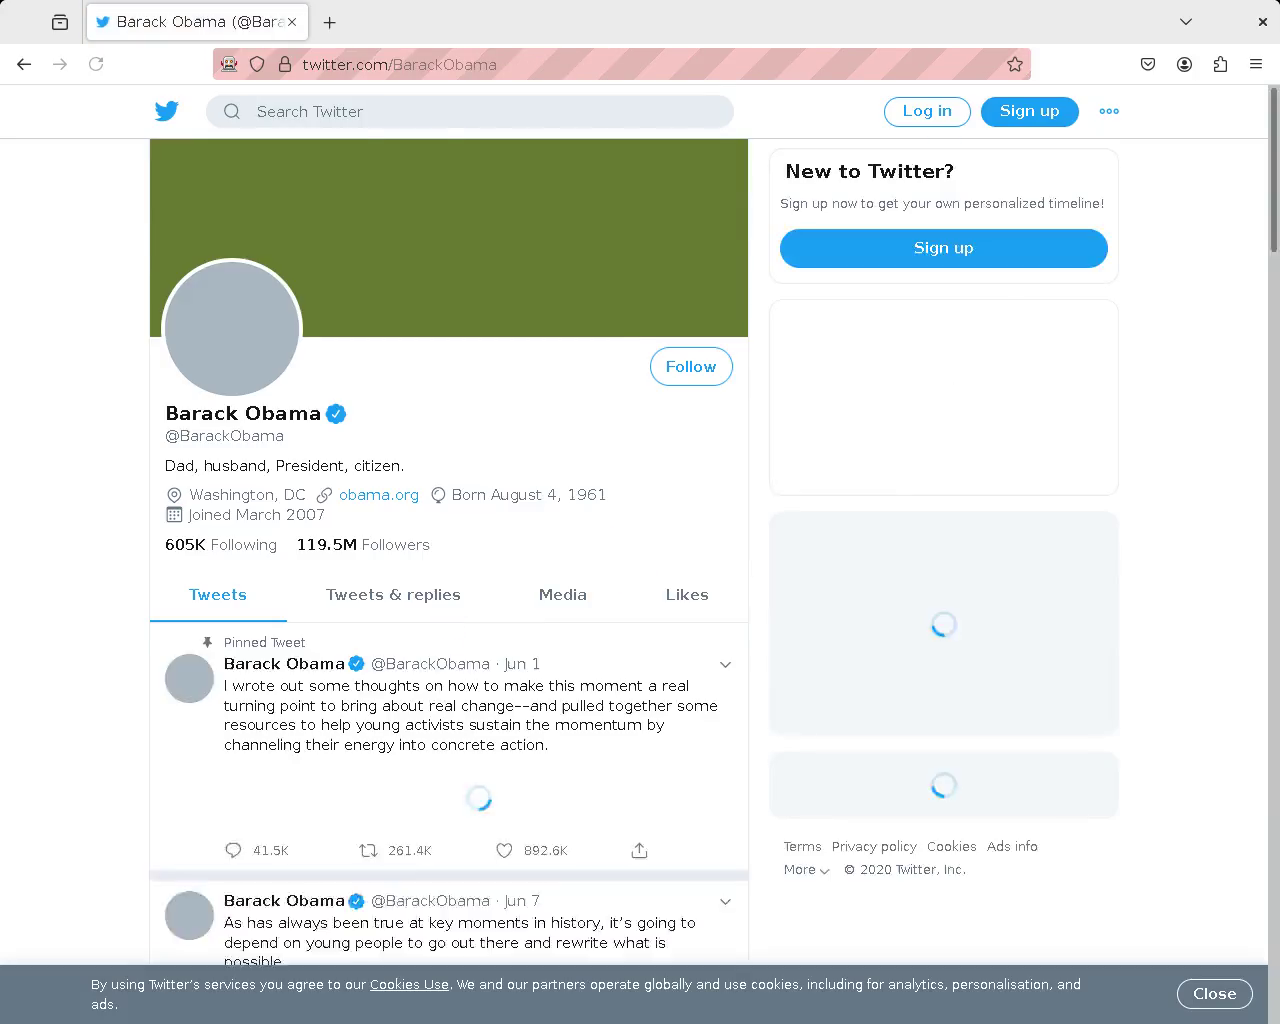 Barack Obama (@Bara
twitter.com/BarackObama
Search Twitter
Log in
Sign up
New to Twitter?
Sign up now to get your own personalized timeline!
Sign up
Follow
Barack Obama
@BarackObama
Dad, husband, President, citizen.
Washington, DC obama.org Born August 4, 1961
Joined March 2007
605K Following 119.5M Followers
Tweets Tweets & replies Media Likes
Pinned Tweet
Barack Obama @BarackObama · Jun 1
I wrote out some thoughts on how to make this moment a real
turning point to bring about real change––and pulled together some
resources to help young activists sustain the momentum by
channeling their energy into concrete action.
41.5K 261.4K 892.6K
Terms Privacy policy Cookies Ads info
More © 2020 Twitter, Inc.
Barack Obama @BarackObama · Jun 7
As has always been true at key moments in history, it’s going to
depend on young people to go out there and rewrite what is
possible.
By using Twitter’s services you agree to our Cookies Use. We and our partners operate globally and use cookies, including for analytics, personalisation, and
ads.
Close